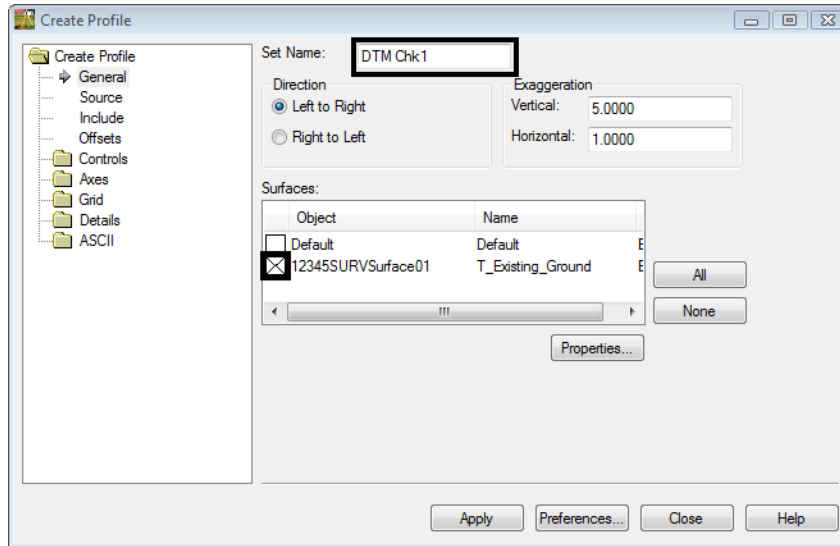 Create Profile
Create Profile
General
Source
Include
Offsets
Controls
Axes
Grid
Details
ASCII
Set Name: DTM Chk1
Direction
Left to Right
Right to Left
Exaggeration
Vertical: 5.0000
Horizontal: 1.0000
Surfaces:
Object Name
Default Default E
12345SURVSurface01 T_Existing_Ground E
All
None
Properties...
Apply Preferences... Close Help